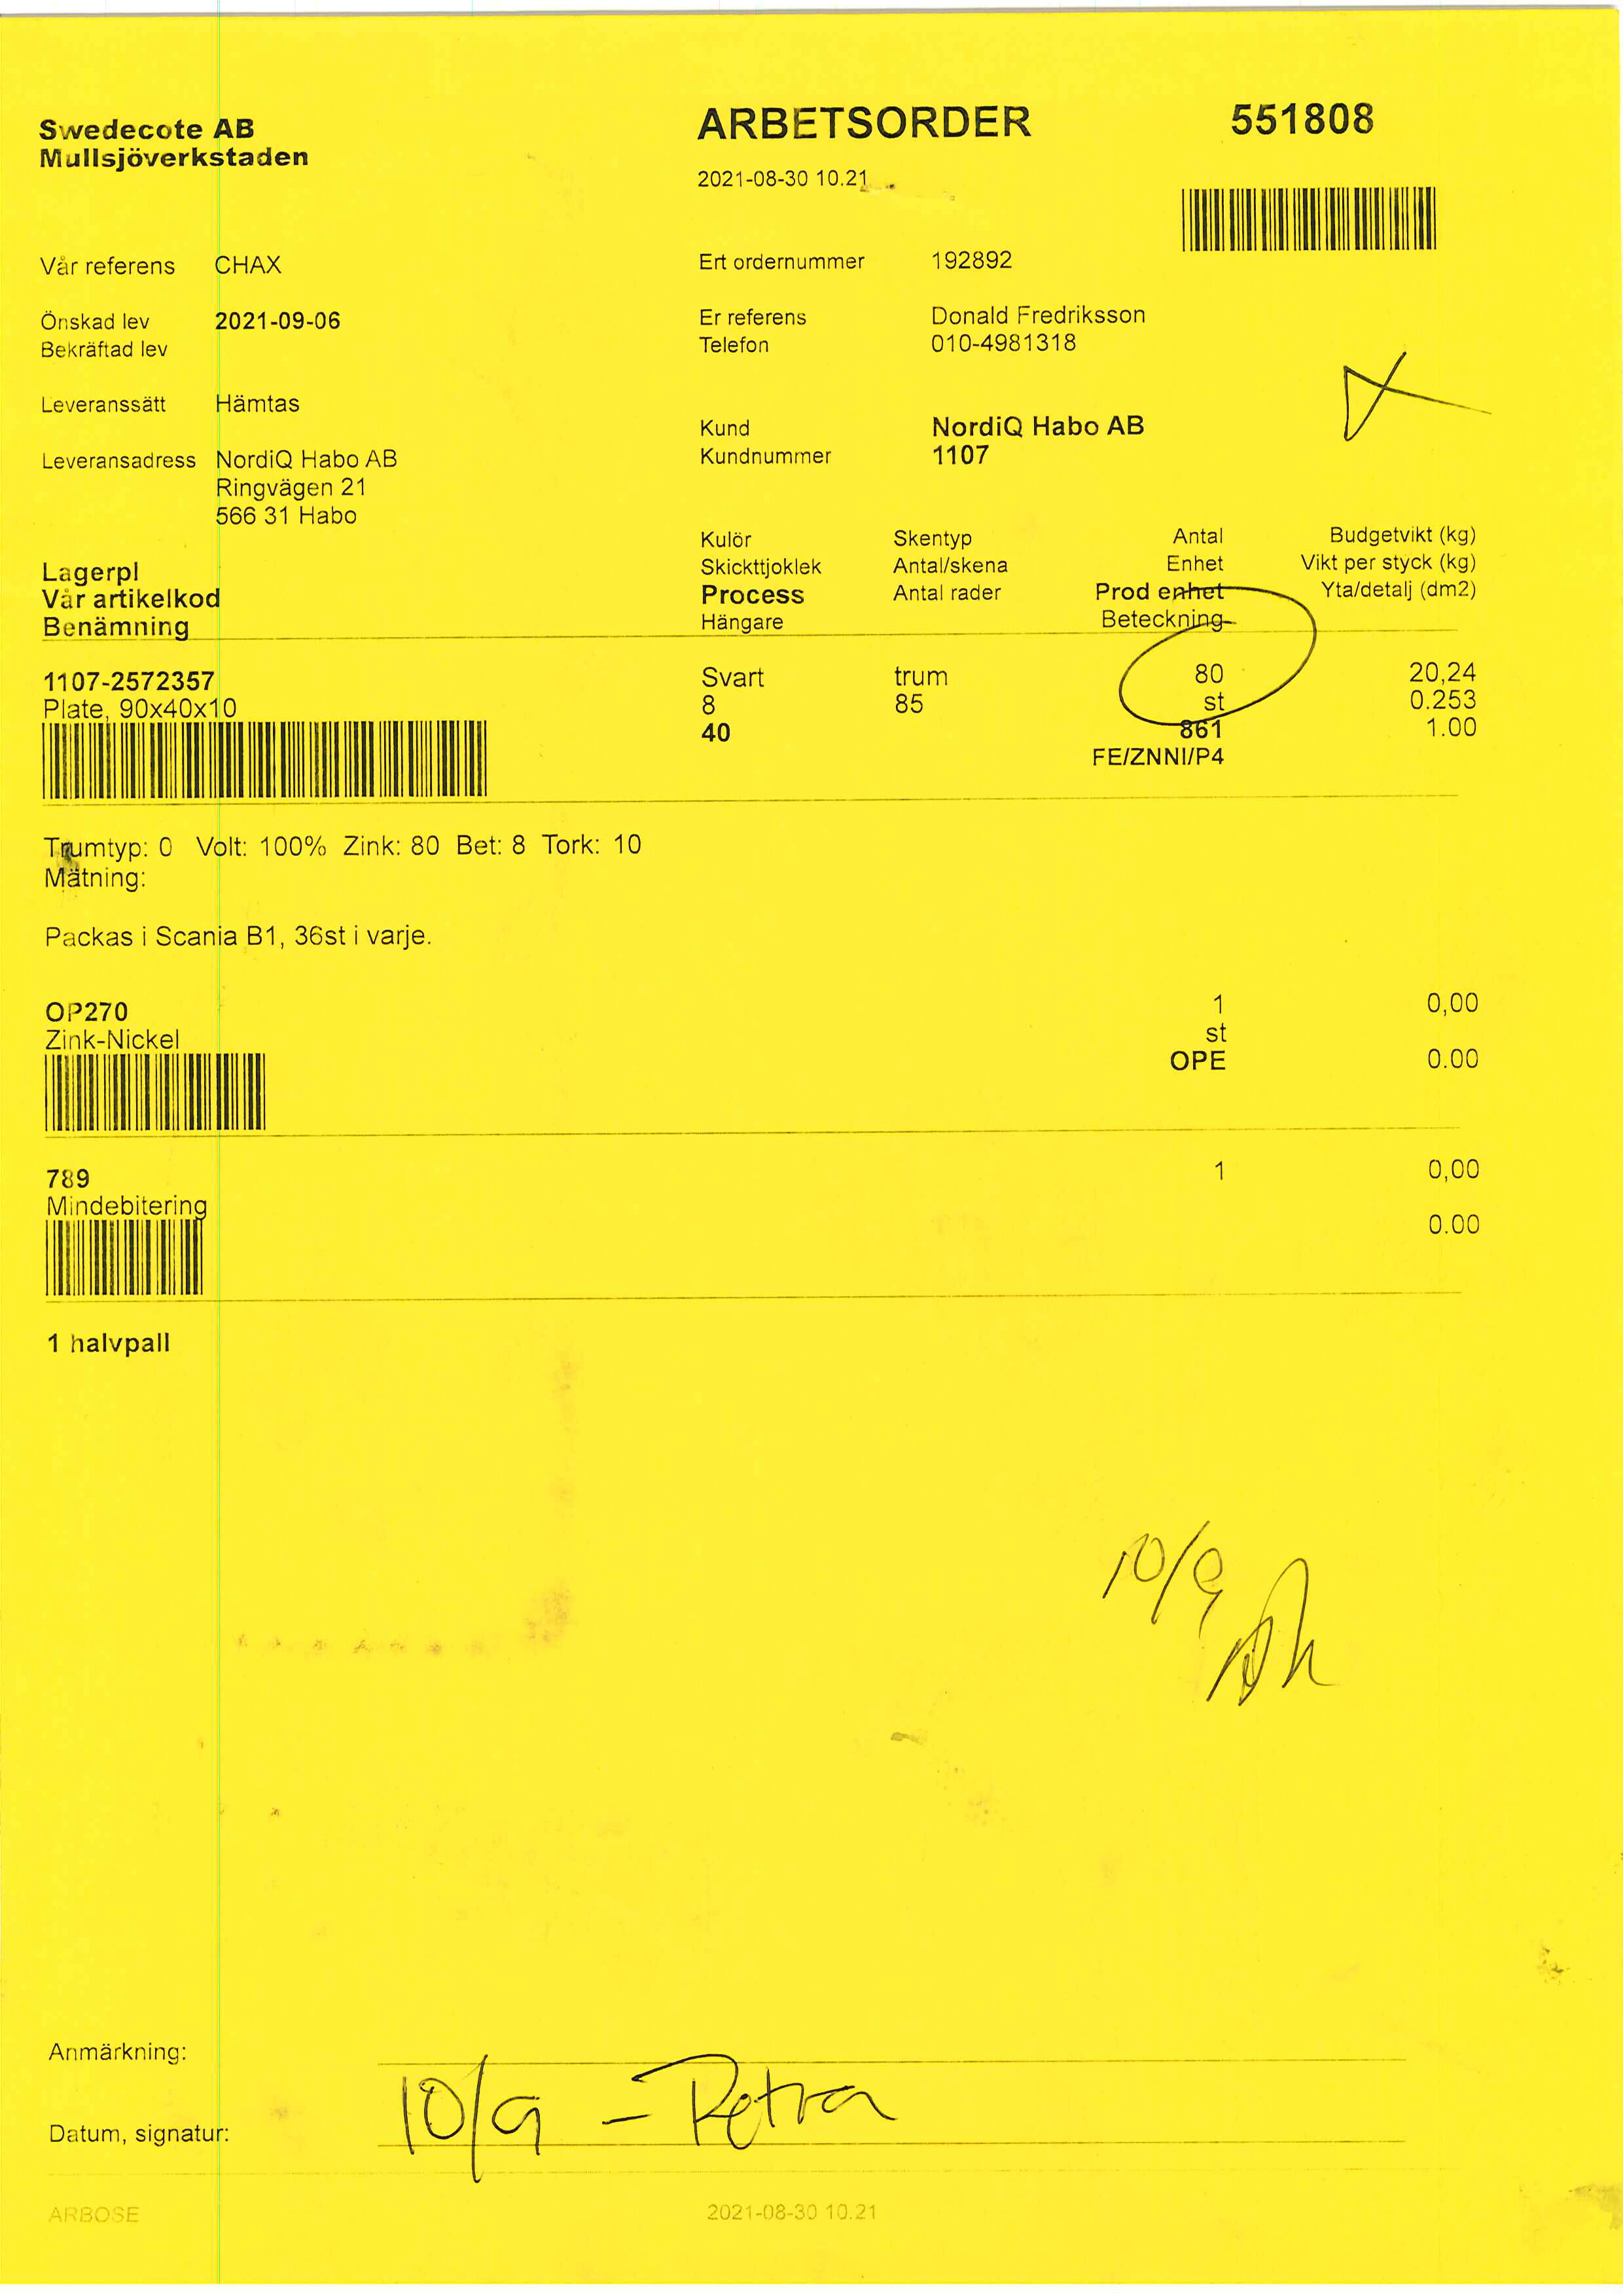 Swedecote AB
Mullsjöverkstaden
ARBETSORDER
551808
2021-08-30 10.21
Vår referens CHAX
Ert ordernummer 192892
Önskad lev 2021-09-06
Bekräftad lev
Er referens Donald Fredriksson
Telefon 010-4981318
Leveranssätt Hämtas
Kund NordiQ Habo AB
Kundnummer 1107
Leveransadress NordiQ Habo AB
Ringvägen 21
566 31 Habo
Lagerpl
Vår artikelkod
Benämning
Kulör Skentyp Antal Budgetvikt (kg)
Skickttjoklek Antal/skena Enhet Vikt per styck (kg)
Process Antal rader Prod enhet Yta/detalj (dm2)
Hängare Beteckning
1107-2572357 Svart trum 80 20,24
Plate, 90x40x10 8 85 st 0.253
40 861 1.00
FE/ZNNI/P4
Trumtyp: 0 Volt: 100% Zink: 80 Bet: 8 Tork: 10
Mätning:
Packas i Scania B1, 36st i varje.
OP270 1 0,00
Zink-Nickel st
OPE 0.00
789 1 0,00
Mindebitering
0.00
1 halvpall
10/9
Anmärkning:
Datum, signatur: 10/9 - Petra
ARBOSE 2021-08-30 10.21